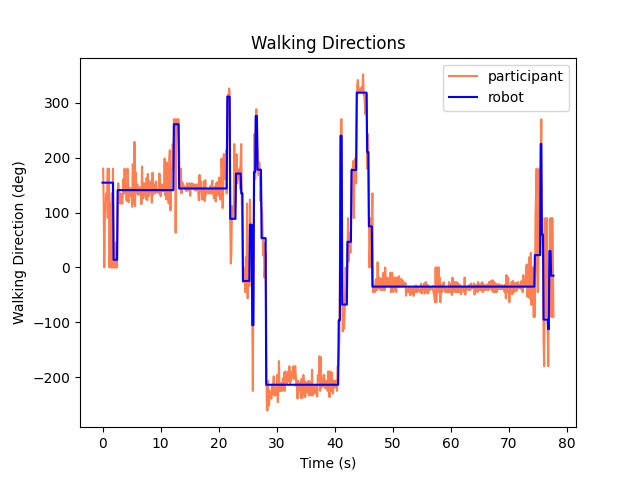 Walking Directions
participant
robot
Walking Direction (deg)
300
200
100
0
−100
−200
0 10 20 30 40 50 60 70 80
Time (s)